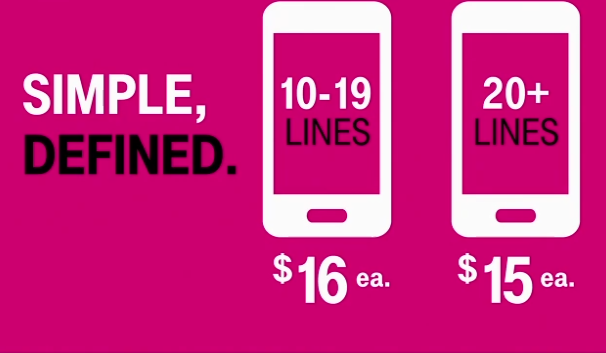 SIMPLE,
DEFINED.
10-19
LINES
$16 ea.
20+
LINES
$15 ea.